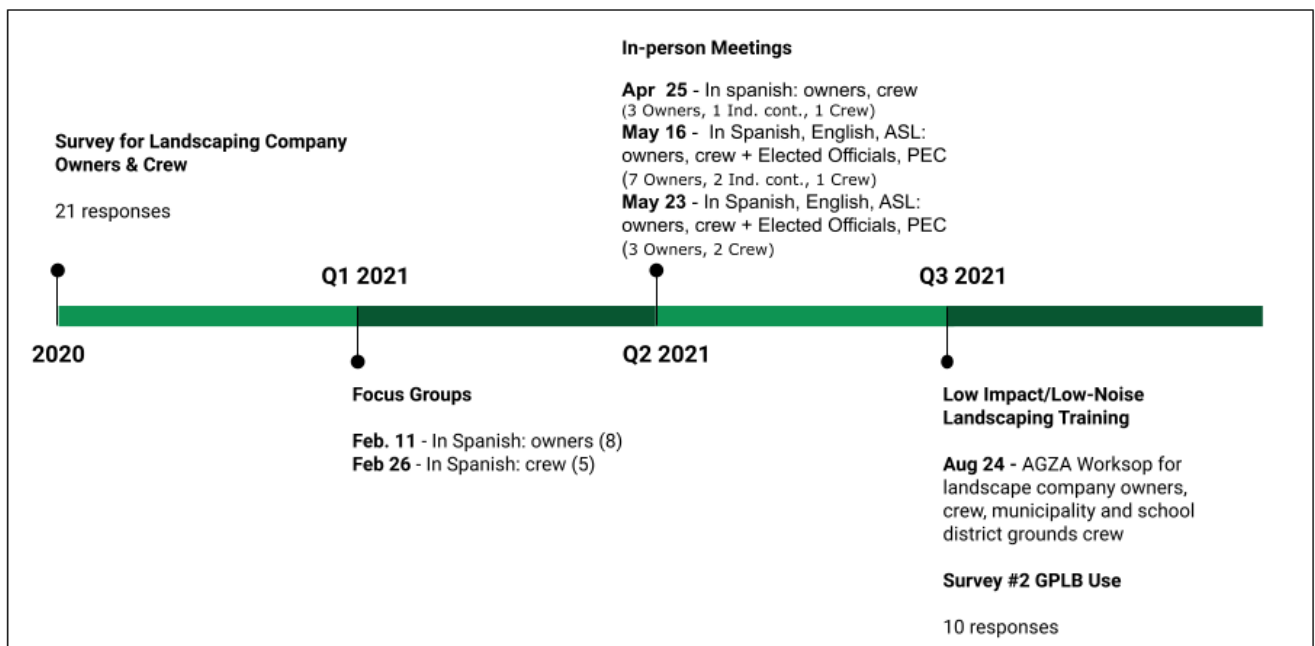 Survey for Landscaping Company
Owners & Crew
21 responses
2020
Q1 2021
Focus Groups
Feb. 11 - In Spanish: owners (8)
Feb 26 - In Spanish: crew (5)
In-person Meetings
Apr 25 - In spanish: owners, crew
(3 Owners, 1 Ind. cont., 1 Crew)
May 16 - In Spanish, English, ASL:
owners, crew + Elected Officials, PEC
(7 Owners, 2 Ind. cont., 1 Crew)
May 23 - In Spanish, English, ASL:
owners, crew + Elected Officials, PEC
(3 Owners, 2 Crew)
Q2 2021
Q3 2021
Low Impact/Low-Noise
Landscaping Training
Aug 24 - AGZA Worksop for
landscape company owners,
crew, municipality and school
district grounds crew
Survey #2 GPLB Use
10 responses